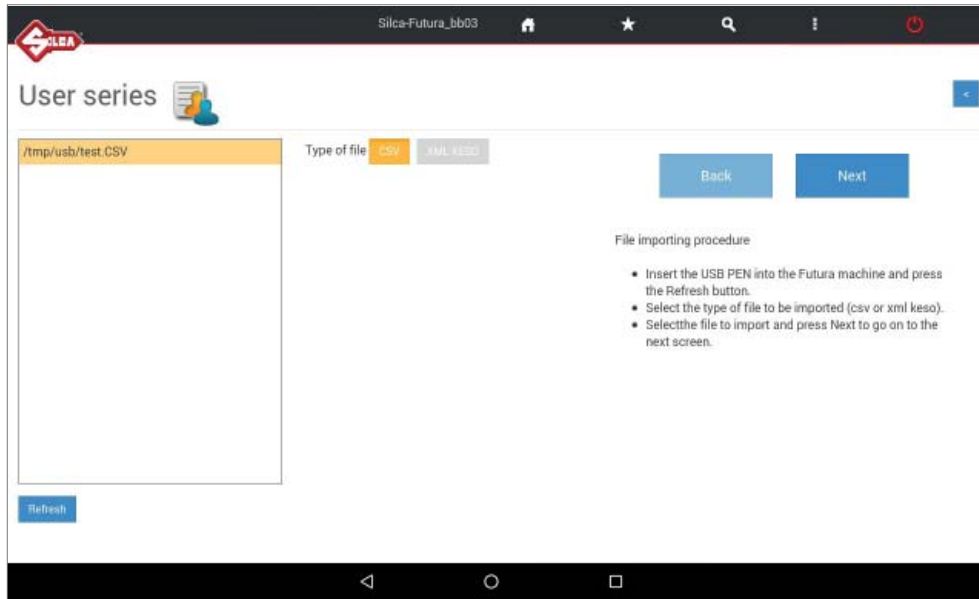 Silca-Futura_bb03
SILCA
User series
<
/tmp/usb/test.CSV
Type of file CSV XML KESO
Back Next
File importing procedure
• Insert the USB PEN into the Futura machine and press
the Refresh button.
• Select the type of file to be imported (csv or xml keso).
• Selectthe file to import and press Next to go on to the
next screen.
Refresh